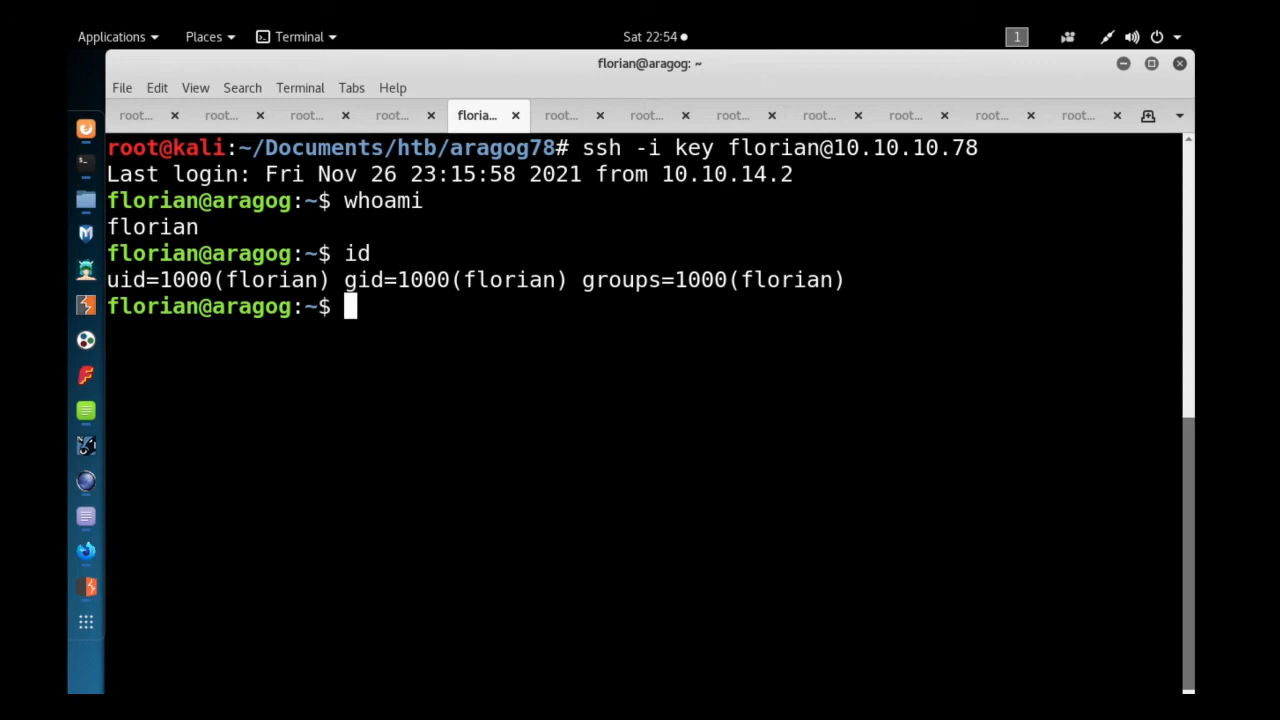 Applications Places Terminal Sat 22:54 1
florian@aragog: ~
File Edit View Search Terminal Tabs Help
root... root... root... root... floria... root... root... root... root... root... root... root...
root@kali:~/Documents/htb/aragog78# ssh -i key florian@10.10.10.78
Last login: Fri Nov 26 23:15:58 2021 from 10.10.14.2
florian@aragog:~$ whoami
florian
florian@aragog:~$ id
uid=1000(florian) gid=1000(florian) groups=1000(florian)
florian@aragog:~$